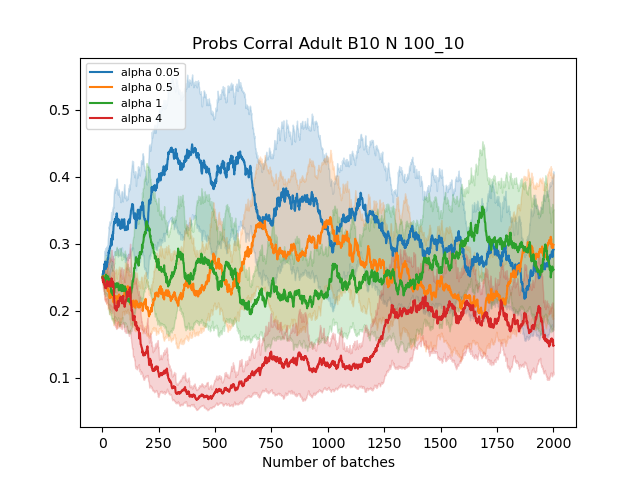 Probs Corral Adult B10 N 100_10
alpha 0.05
alpha 0.5
alpha 1
alpha 4
0.5
0.4
0.3
0.2
0.1
0 250 500 750 1000 1250 1500 1750 2000
Number of batches